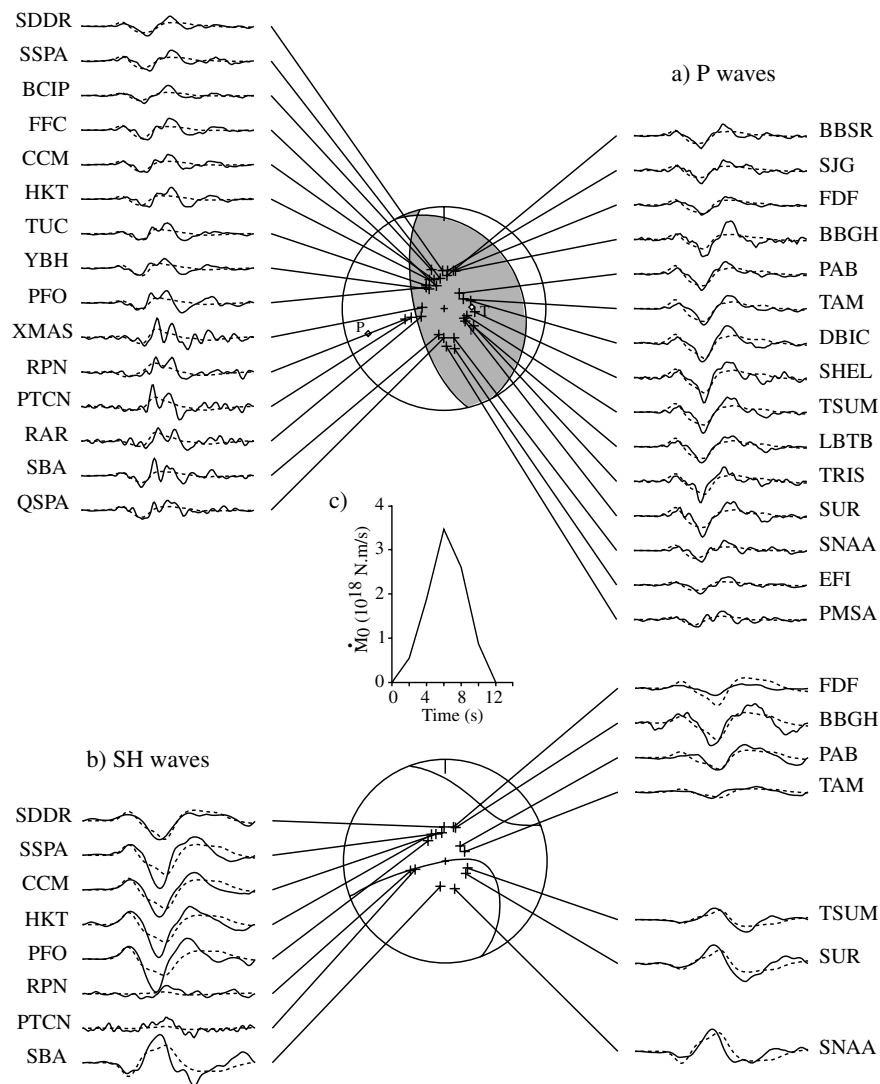 a) P waves
SDDR
SSPA
BCIP
FFC
CCM
HKT
TUC
YBH
PFO
XMAS
RPN
PTCN
RAR
SBA
QSPA
BBSR
SJG
FDF
BBGH
PAB
TAM
DBIC
SHEL
TSUM
LBTB
TRIS
SUR
SNAA
EFI
PMSA
P
T
c)
Ṁ0 (10^18 N.m/s)
4
3
2
1
0
0 4 8 12
Time (s)
b) SH waves
SDDR
SSPA
CCM
HKT
PFO
RPN
PTCN
SBA
FDF
BBGH
PAB
TAM
TSUM
SUR
SNAA